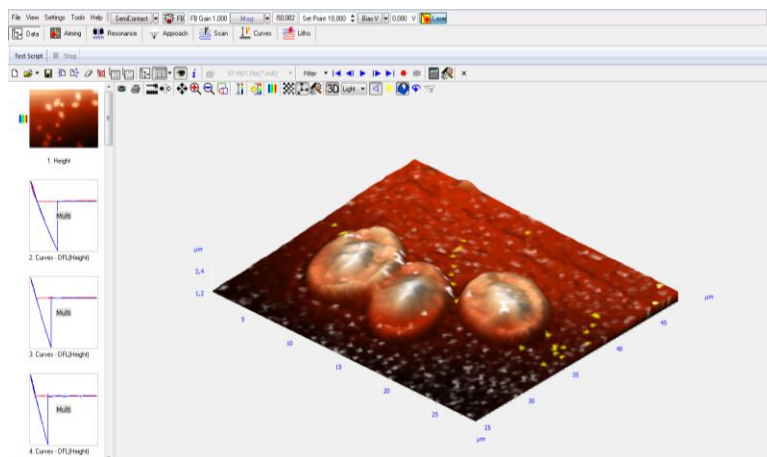 File View Settings Tools Help SemiContact FB FB Gain 1,000 Mag -50,002 Set Point 10,000 Bias V 0,000 V Laser
Data Aiming Resonance Approach Scan Curves Litho
Test Script Stop
Filter
3D Light
1. Height
Multi
2. Curves - DFL(Height)
Multi
3. Curves - DFL(Height)
Multi
4. Curves - DFL(Height)
µm
2,4
1,2
5
10
15
20
25
µm
25
30
35
40
45
µm